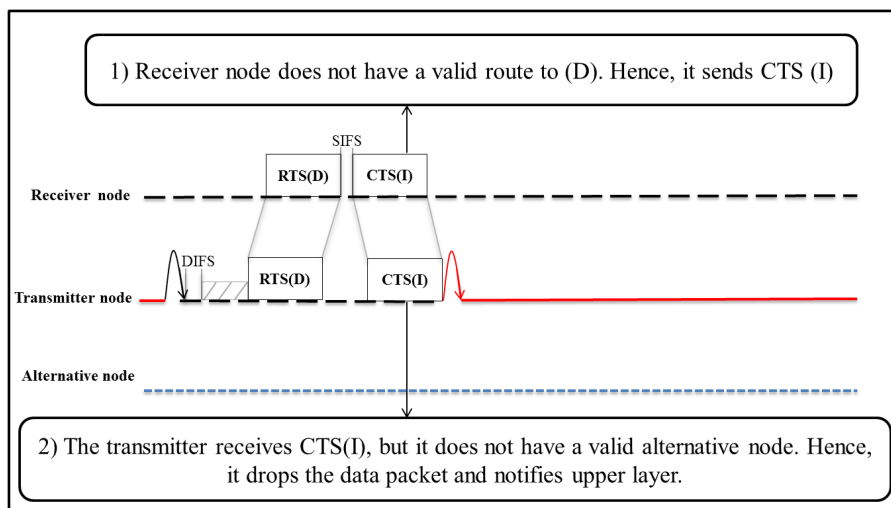 1) Receiver node does not have a valid route to (D). Hence, it sends CTS (I)
SIFS
RTS(D)
CTS(I)
Receiver node
DIFS
RTS(D)
CTS(I)
Transmitter node
Alternative node
2) The transmitter receives CTS(I), but it does not have a valid alternative node. Hence,
it drops the data packet and notifies upper layer.